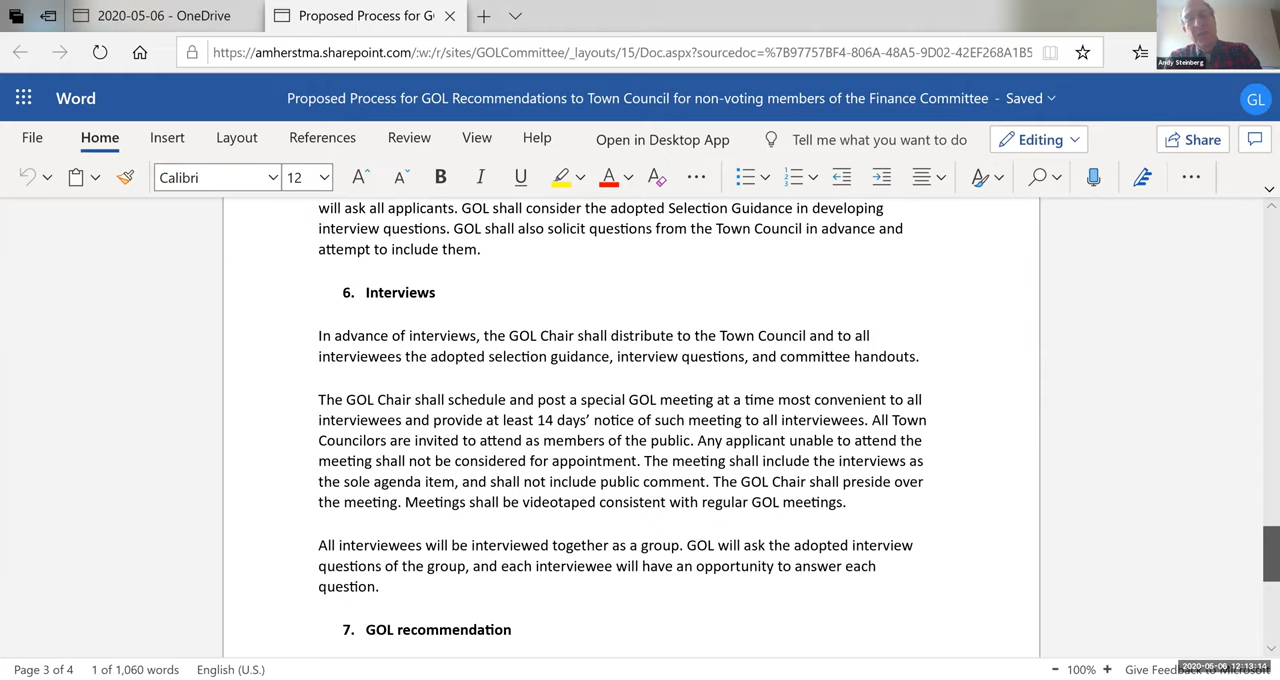 2020-05-06 - OneDrive
Proposed Process for GO
https://amherstma.sharepoint.com/:w:/r/sites/GOLCommittee/_layouts/15/Doc.aspx?sourcedoc=%7B97757BF4-806A-48A5-9D02-42EF268A1B5
Andy Steinberg
Word
Proposed Process for GOL Recommendations to Town Council for non-voting members of the Finance Committee - Saved
GL
File Home Insert Layout References Review View Help Open in Desktop App Tell me what you want to do Editing Share
Calibri 12 A A B I U A A
will ask all applicants. GOL shall consider the adopted Selection Guidance in developing
interview questions. GOL shall also solicit questions from the Town Council in advance and
attempt to include them.
6. Interviews
In advance of interviews, the GOL Chair shall distribute to the Town Council and to all
interviewees the adopted selection guidance, interview questions, and committee handouts.
The GOL Chair shall schedule and post a special GOL meeting at a time most convenient to all
interviewees and provide at least 14 days’ notice of such meeting to all interviewees. All Town
Councilors are invited to attend as members of the public. Any applicant unable to attend the
meeting shall not be considered for appointment. The meeting shall include the interviews as
the sole agenda item, and shall not include public comment. The GOL Chair shall preside over
the meeting. Meetings shall be videotaped consistent with regular GOL meetings.
All interviewees will be interviewed together as a group. GOL will ask the adopted interview
questions of the group, and each interviewee will have an opportunity to answer each
question.
7. GOL recommendation
Page 3 of 4 1 of 1,060 words English (U.S.) - 100% + Give Feedback to Microsoft
2020-05-06 12:13:14